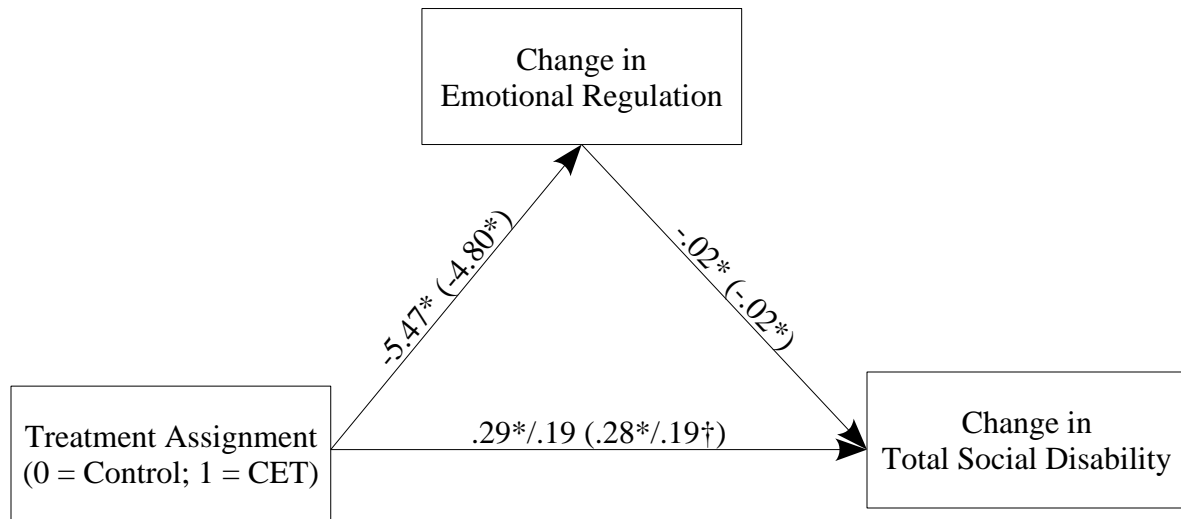 Change in
Emotional Regulation
-5.47* (-4.80*)
-.02* (-.02*)
Treatment Assignment
(0 = Control; 1 = CET)
.29*/.19 (.28*/.19†)
Change in
Total Social Disability